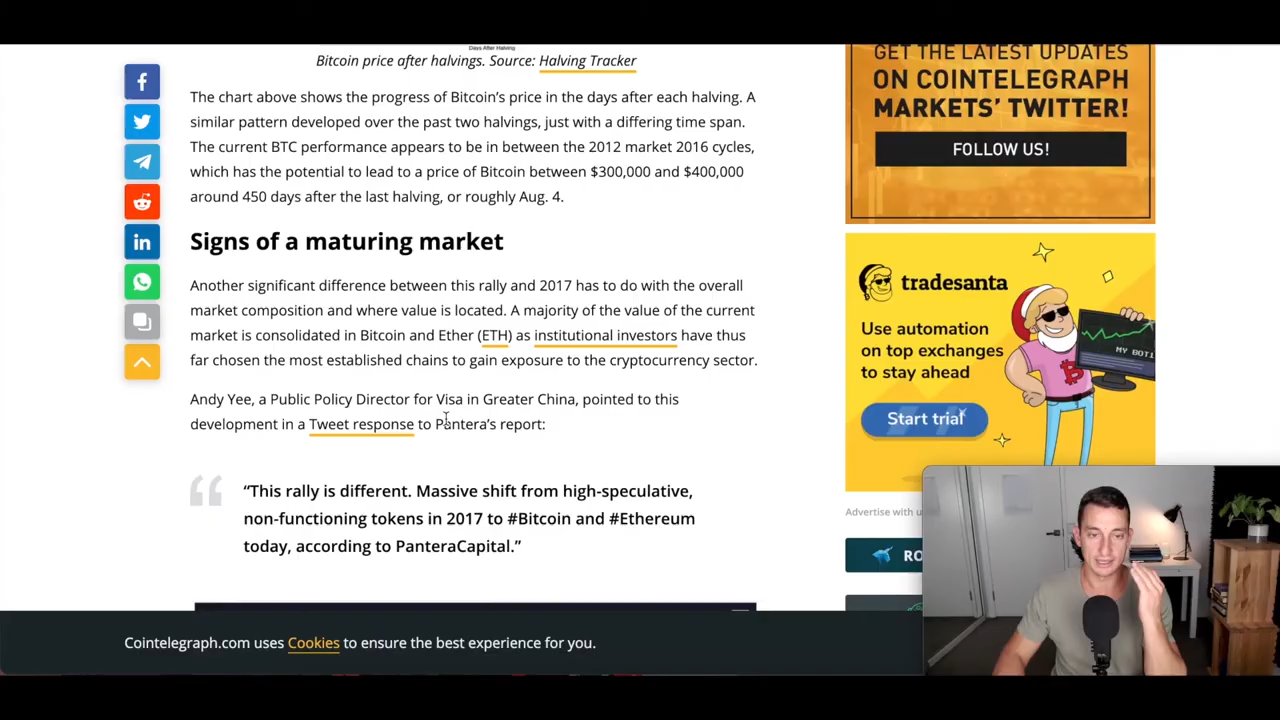 Days After Halving
Bitcoin price after halvings. Source: Halving Tracker
The chart above shows the progress of Bitcoin’s price in the days after each halving. A
similar pattern developed over the past two halvings, just with a differing time span.
The current BTC performance appears to be in between the 2012 market 2016 cycles,
which has the potential to lead to a price of Bitcoin between $300,000 and $400,000
around 450 days after the last halving, or roughly Aug. 4.
Signs of a maturing market
Another significant difference between this rally and 2017 has to do with the overall
market composition and where value is located. A majority of the value of the current
market is consolidated in Bitcoin and Ether (ETH) as institutional investors have thus
far chosen the most established chains to gain exposure to the cryptocurrency sector.
Andy Yee, a Public Policy Director for Visa in Greater China, pointed to this
development in a Tweet response to Pantera’s report:
“This rally is different. Massive shift from high-speculative,
non-functioning tokens in 2017 to #Bitcoin and #Ethereum
today, according to PanteraCapital.”
GET THE LATEST UPDATES
ON COINTELEGRAPH
MARKETS’ TWITTER!
FOLLOW US!
tradesanta
Use automation
on top exchanges
to stay ahead
MY BOT1
Start trial
Advertise with u
RO
Cointelegraph.com uses Cookies to ensure the best experience for you.